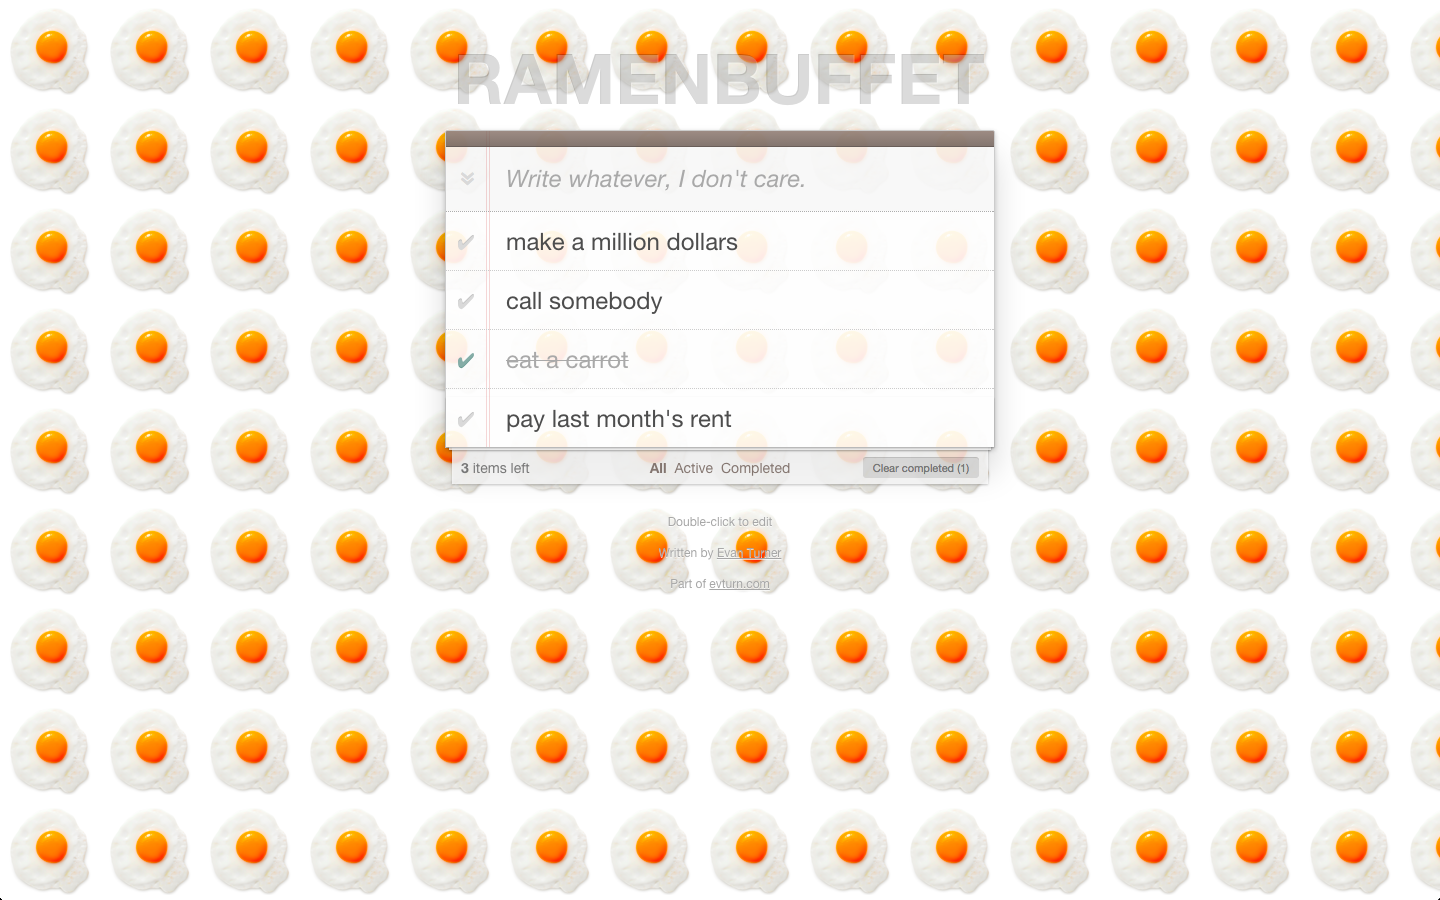 RAMENBUFFET
Write whatever, I don't care.
make a million dollars
call somebody
eat a carrot
pay last month's rent
3 items left All Active Completed Clear completed (1)
Double-click to edit
Written by Evan Turner
Part of evturn.com